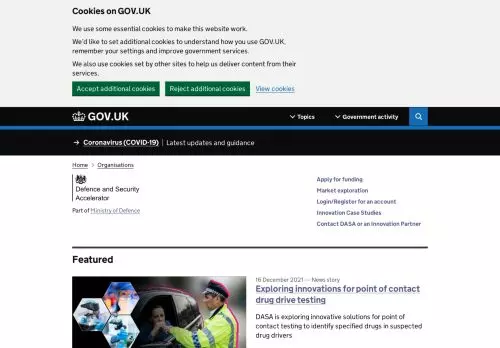 Cookies on GOV.UK
We use some essential cookies to make this website work.
We'd like to set additional cookies to understand how you use GOV.UK,
remember your settings and improve government services.
We also use cookies set by other sites to help us deliver content from their
services.
Accept additional cookies Reject additional cookies View cookies
GOV.UK Topics Government activity
→ Coronavirus (COVID-19) Latest updates and guidance
Home > Organisations
Defence and Security
Accelerator
Part of Ministry of Defence
Apply for funding
Market exploration
Login/Register for an account
Innovation Case Studies
Contact DASA or an Innovation Partner
Featured
16 December 2021 — News story
Exploring innovations for point of contact
drug drive testing
DASA is exploring innovative solutions for point of
contact testing to identify specified drugs in suspected
drug drivers